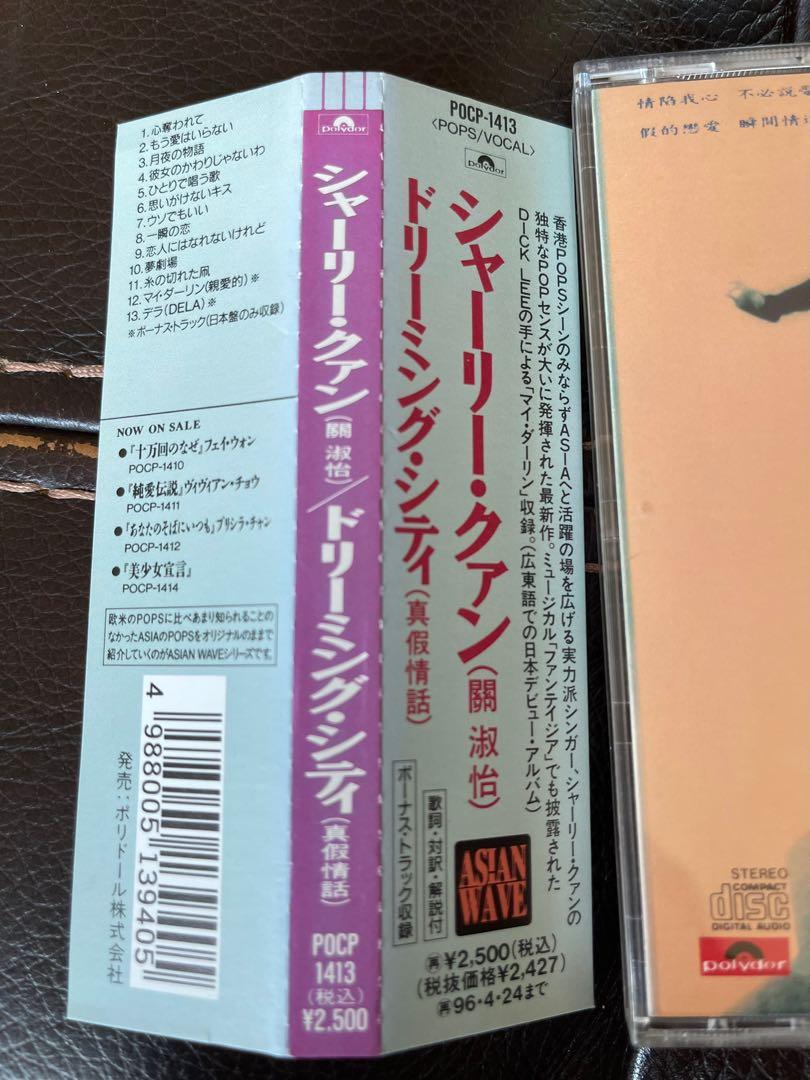 1. 心奪われて
2. もう愛はいらない
3. 月夜の物語
4. 彼女のかわりじゃないわ
5. ひとりで唱う歌
6. 思いがけないキス
7. ウソでもいい
8. 一瞬の恋
9. 恋人にはなれないけれど
10. 夢劇場
11. 糸の切れた凧
12. マイ・ダーリン(親愛的)※
13. デラ(DELA)※
※ボーナス・トラック(日本盤のみ収録)
NOW ON SALE
●『十万回のなぜ』フェイ・ウォン
POCP-1410
●『純愛伝説』ヴィヴィアン・チョウ
POCP-1411
●『あなたのそばにいつも』プリシラ・チャン
POCP-1412
●『美少女宣言』
POCP-1414
欧米のPOPSに比べあまり知られることの
なかったASIAのPOPSをオリジナルのままで
紹介していくのがASIAN WAVEシリーズです。
4 988005 139405
発売:ポリドール株式会社
polydor
シャーリー・クァン(關 淑怡)/ドリーミング・シティ(真假情話)
POCP
1413
(税込)
¥2,500
POCP-1413
〈POPS/VOCAL〉
polydor
香港POPSシーンのみならずASIAへと活躍の場を広げる実力派シンガー、シャーリー・クァンの
独特なPOPセンスが大いに発揮された最新作。ミュージカル「ファンテイジア」でも披露された
DICK LEEの手による「マイ・ダーリン」収録。(広東語での日本デビュー・アルバム)
シャーリー・クァン(關 淑怡)
ドリーミング・シティ(真假情話)
歌詞・対訳・解説付
ボーナス・トラック収録
ASIAN
WAVE
再¥2,500(税込)
(税抜価格¥2,427)
再96・4・24まで
情陷我心 不必說愛
假的戀愛 瞬間情
STEREO
COMPACT
disc
DIGITAL AUDIO
polydor